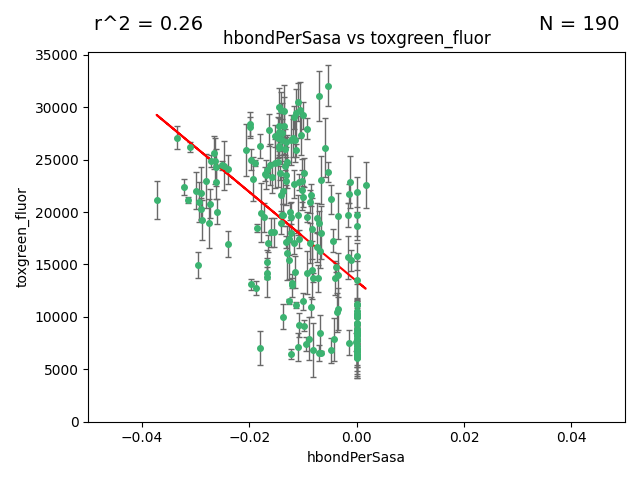 r^2 = 0.26
N = 190
hbondPerSasa vs toxgreen_fluor
35000
30000
25000
20000
15000
10000
5000
0
toxgreen_fluor
−0.04
−0.02
0.00
0.02
0.04
hbondPerSasa